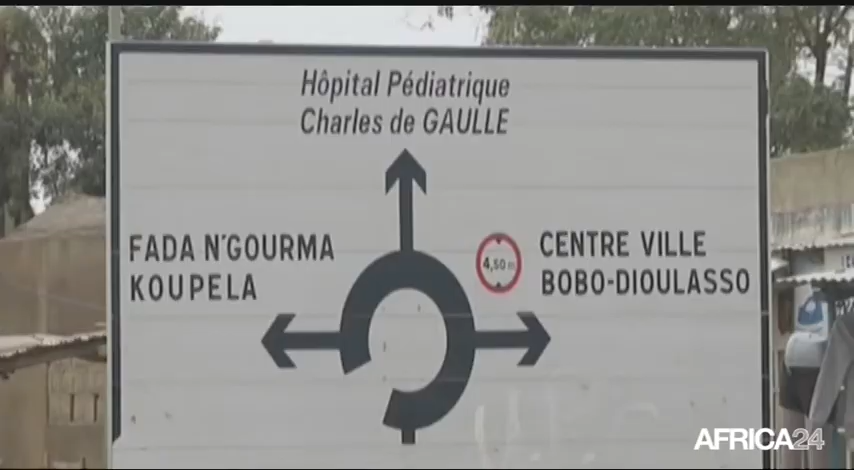 Hôpital Pédiatrique
Charles de GAULLE
FADA N'GOURMA
KOUPELA
4,50 m
CENTRE VILLE
BOBO-DIOULASSO
AFRICA24